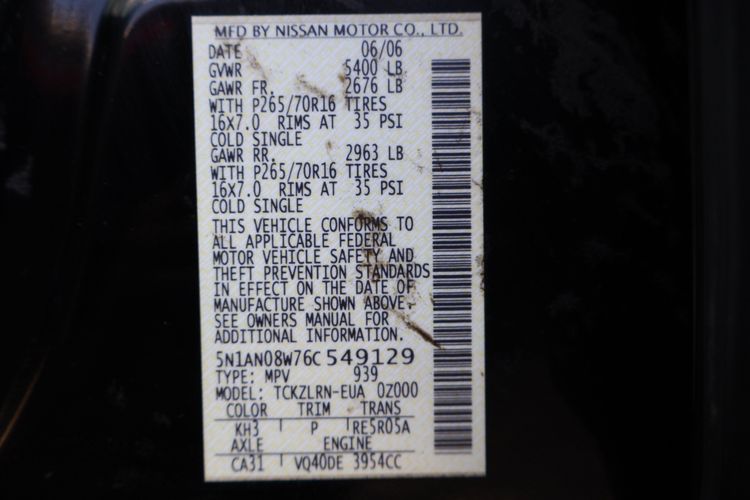 MFD BY NISSAN MOTOR CO., LTD.
DATE 06/06
GVWR 5400 LB
GAWR FR. 2676 LB
WITH P265/70R16 TIRES
16x7.0 RIMS AT 35 PSI
COLD SINGLE
GAWR RR. 2963 LB
WITH P265/70R16 TIRES
16x7.0 RIMS AT 35 PSI
COLD SINGLE
THIS VEHICLE CONFORMS TO
ALL APPLICABLE FEDERAL
MOTOR VEHICLE SAFETY AND
THEFT PREVENTION STANDARDS
IN EFFECT ON THE DATE OF
MANUFACTURE SHOWN ABOVE.
SEE OWNERS MANUAL FOR
ADDITIONAL INFORMATION.
5N1AN08W76C549129
TYPE: MPV 939
MODEL: TCKZLRN-EUA 0Z000
COLOR TRIM TRANS
KH3 P RE5R05A
AXLE ENGINE
CA31 VQ40DE 3954CC